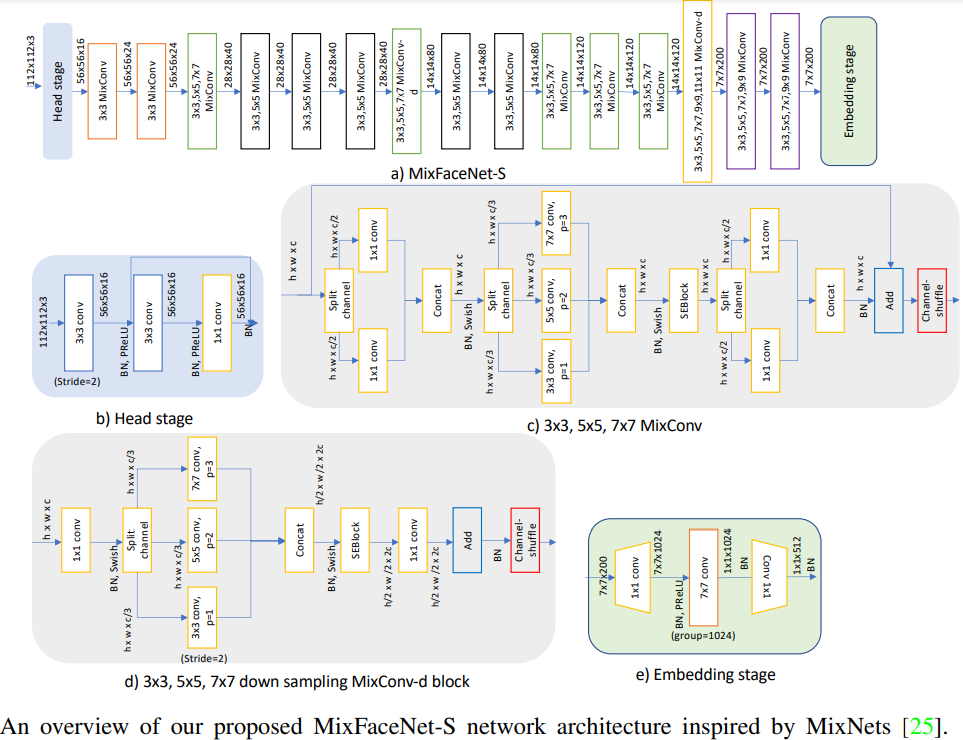 112x112x3
Head stage
56x56x16
3x3 MixConv
56x56x24
3x3 MixConv
56x56x24
3x3,5x5,7x7
MixConv
28x28x40
3x3,5x5 MixConv
28x28x40
3x3,5x5 MixConv
28x28x40
3x3,5x5 MixConv
28x28x40
3x3,5x5,7x7 MixConv-
d
14x14x80
3x3,5x5 MixConv
14x14x80
3x3,5x5 MixConv
14x14x80
3x3,5x5,7x7
MixConv
14x14x120
3x3,5x5,7x7
MixConv
14x14x120
3x3,5x5,7x7
MixConv
14x14x120
3x3,5x5,7x7,9x9,11x11 MixConv-d
7x7x200
3x3,5x5,7x7,9x9 MixConv
7x7x200
3x3,5x5,7x7,9x9 MixConv
7x7x200
Embedding stage
a) MixFaceNet-S
112x112x3
3x3 conv
(Stride=2)
56x56x16
BN, PReLU
3x3 conv
56x56x16
BN, PReLU
1x1 conv
56x56x16
BN
b) Head stage
h x w x c
Split
channel
h x w x c/2
h x w x c/2
1x1 conv
1x1 conv
Concat
h x w x c
BN, Swish
Split
channel
h x w x c/3
h x w x c/3
h x w x c/3
7x7 conv,
p=3
5x5 conv,
p=2
3x3 conv,
p=1
Concat
h x w x c
BN, Swish
SEBlock
h x w x c
Split
channel
h x w x c/2
h x w x c/2
1x1 conv
1x1 conv
Concat
h x w x c
BN
Add
Channel-
shuffle
c) 3x3, 5x5, 7x7 MixConv
h x w x c
1x1 conv
BN, Swish
Split
channel
h x w x c/3
h x w x c/3
h x w x c/3
7x7 conv,
p=3
5x5 conv,
p=2
3x3 conv,
p=1
(Stride=2)
Concat
h/2 x w /2 x 2c
BN, Swish
SEBlock
h/2 x w /2 x 2c
1x1 conv
h/2 x w /2 x 2c
Add
BN
Channel-
shuffle
d) 3x3, 5x5, 7x7 down sampling MixConv-d block
7x7x200
1x1 conv
7x7x1024
BN, PReLU
7x7 conv
(group=1024)
1x1x1024
BN
Conv 1x1
1x1x512
BN
e) Embedding stage
An overview of our proposed MixFaceNet-S network architecture inspired by MixNets [25].